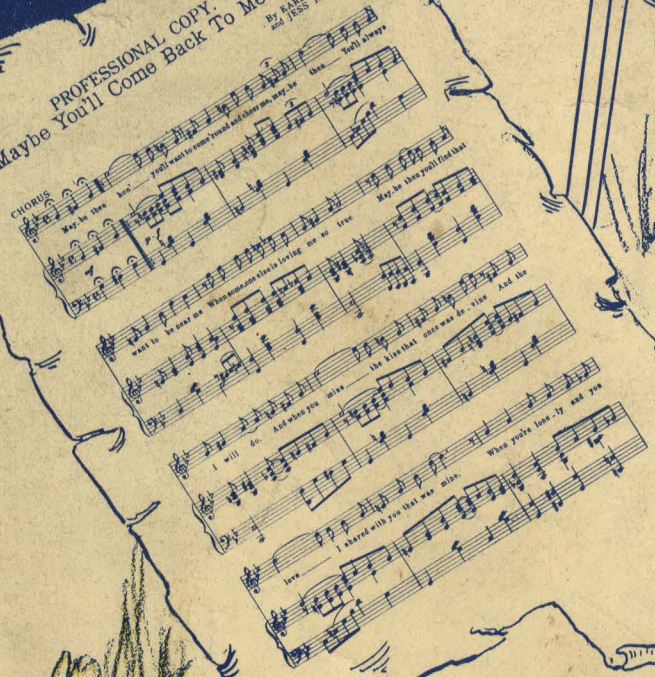 PROFESSIONAL COPY.
Maybe You'll Come Back To Me
By EAR
and JESS
CHORUS
May.be then hon' you'll want to come 'round and cheer me, may.be then You'll always
want to be near me When some.one else is loving me so true May.be then you'll find that
I will do. And when you miss the kiss that once was de-vine And the
love I shared with you that was mine. When you're lone-ly and you